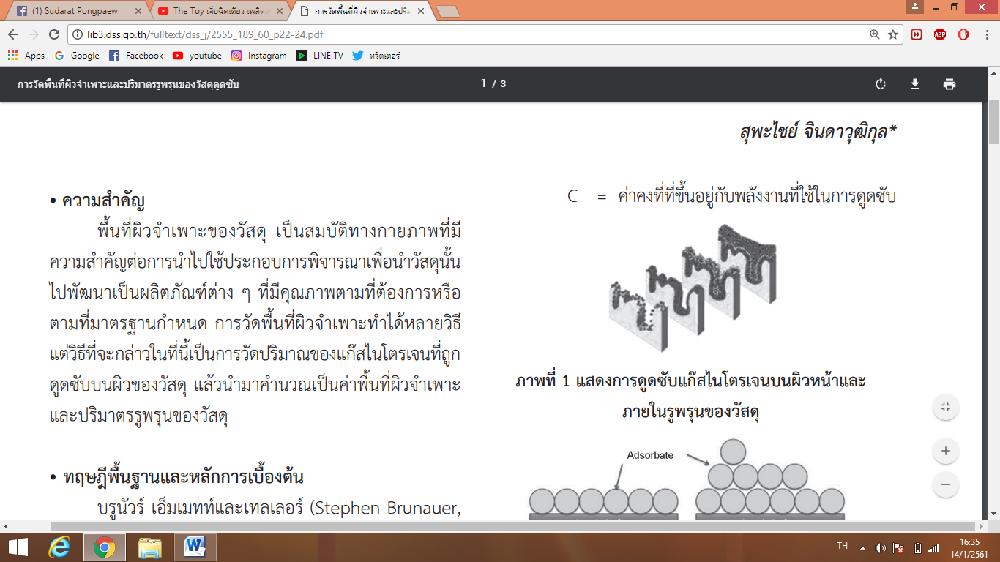 (1) Sudarat Pongpaew
The Toy เจ็บนิดเดียว
การวัดพื้นที่ผิวจำเพาะและปริม
lib3.dss.go.th/fulltext/dss_j/2555_189_60_p22-24.pdf
ABP
Apps Google Facebook youtube Instagram LINE TV ทวิตเตอร์
การวัดพื้นที่ผิวจำเพาะและปริมาตรรูพรุนของวัสดุดูดซับ
1 / 3
สุพะไชย์ จินดาวุฒิกุล*
• ความสำคัญ
พื้นที่ผิวจำเพาะของวัสดุ เป็นสมบัติทางกายภาพที่มี
ความสำคัญต่อการนำไปใช้ประกอบการพิจารณาเพื่อนำวัสดุนั้น
ไปพัฒนาเป็นผลิตภัณฑ์ต่าง ๆ ที่มีคุณภาพตามที่ต้องการหรือ
ตามที่มาตรฐานกำหนด การวัดพื้นที่ผิวจำเพาะทำได้หลายวิธี
แต่วิธีที่จะกล่าวในที่นี้เป็นการวัดปริมาณของแก๊สไนโตรเจนที่ถูก
ดูดซับบนผิวของวัสดุ แล้วนำมาคำนวณเป็นค่าพื้นที่ผิวจำเพาะ
และปริมาตรรูพรุนของวัสดุ
• ทฤษฎีพื้นฐานและหลักการเบื้องต้น
บรูนัวร์ เอ็มเมทท์และเทลเลอร์ (Stephen Brunauer,
C = ค่าคงที่ที่ขึ้นอยู่กับพลังงานที่ใช้ในการดูดซับ
ภาพที่ 1 แสดงการดูดซับแก๊สไนโตรเจนบนผิวหน้าและ
ภายในรูพรุนของวัสดุ
Adsorbate
TH
16:35
14/1/2561